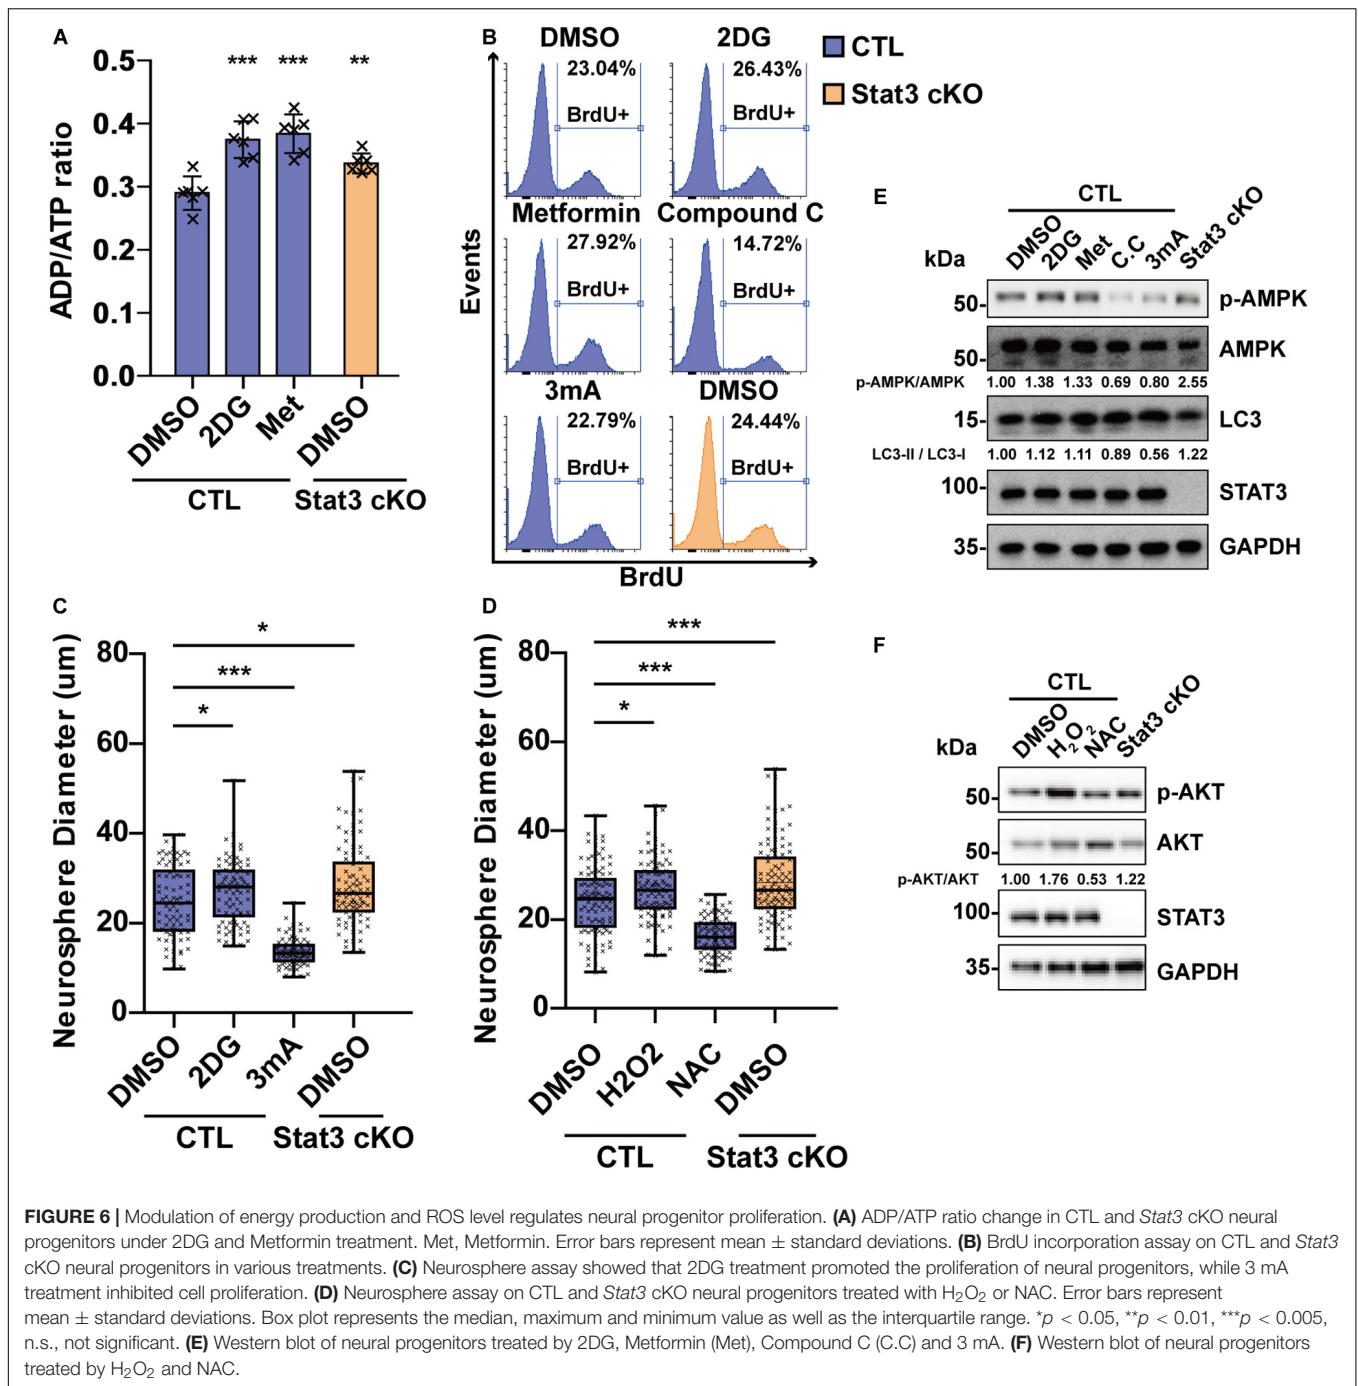 A
ADP/ATP ratio
0.5
0.4
0.3
0.2
0.1
0.0
***
***
**
DMSO
2DG
Met
DMSO
CTL
Stat3 cKO
B
Events
DMSO
23.04%
BrdU+
2DG
26.43%
BrdU+
Metformin
27.92%
BrdU+
Compound C
14.72%
BrdU+
3mA
22.79%
BrdU+
DMSO
24.44%
BrdU+
BrdU
CTL
Stat3 cKO
E
CTL
kDa
DMSO
2DG
Met
C.C
3mA
Stat3 cKO
50-
p-AMPK
50-
AMPK
p-AMPK/AMPK 1.00 1.38 1.33 0.69 0.80 2.55
15-
LC3
LC3-II / LC3-I 1.00 1.12 1.11 0.89 0.56 1.22
100-
STAT3
35-
GAPDH
C
Neurosphere Diameter (um)
80
60
40
20
0
*
***
*
DMSO
2DG
3mA
DMSO
CTL
Stat3 cKO
D
Neurosphere Diameter (um)
80
60
40
20
0
***
***
*
DMSO
H2O2
NAC
DMSO
CTL
Stat3 cKO
F
CTL
kDa
DMSO
H₂O₂
NAC
Stat3 cKO
50-
p-AKT
50-
AKT
p-AKT/AKT 1.00 1.76 0.53 1.22
100-
STAT3
35-
GAPDH
FIGURE 6 | Modulation of energy production and ROS level regulates neural progenitor proliferation. (A) ADP/ATP ratio change in CTL and Stat3 cKO neural
progenitors under 2DG and Metformin treatment. Met, Metformin. Error bars represent mean ± standard deviations. (B) BrdU incorporation assay on CTL and Stat3
cKO neural progenitors in various treatments. (C) Neurosphere assay showed that 2DG treatment promoted the proliferation of neural progenitors, while 3 mA
treatment inhibited cell proliferation. (D) Neurosphere assay on CTL and Stat3 cKO neural progenitors treated with H₂O₂ or NAC. Error bars represent
mean ± standard deviations. Box plot represents the median, maximum and minimum value as well as the interquartile range. *p < 0.05, **p < 0.01, ***p < 0.005,
n.s., not significant. (E) Western blot of neural progenitors treated by 2DG, Metformin (Met), Compound C (C.C) and 3 mA. (F) Western blot of neural progenitors
treated by H₂O₂ and NAC.